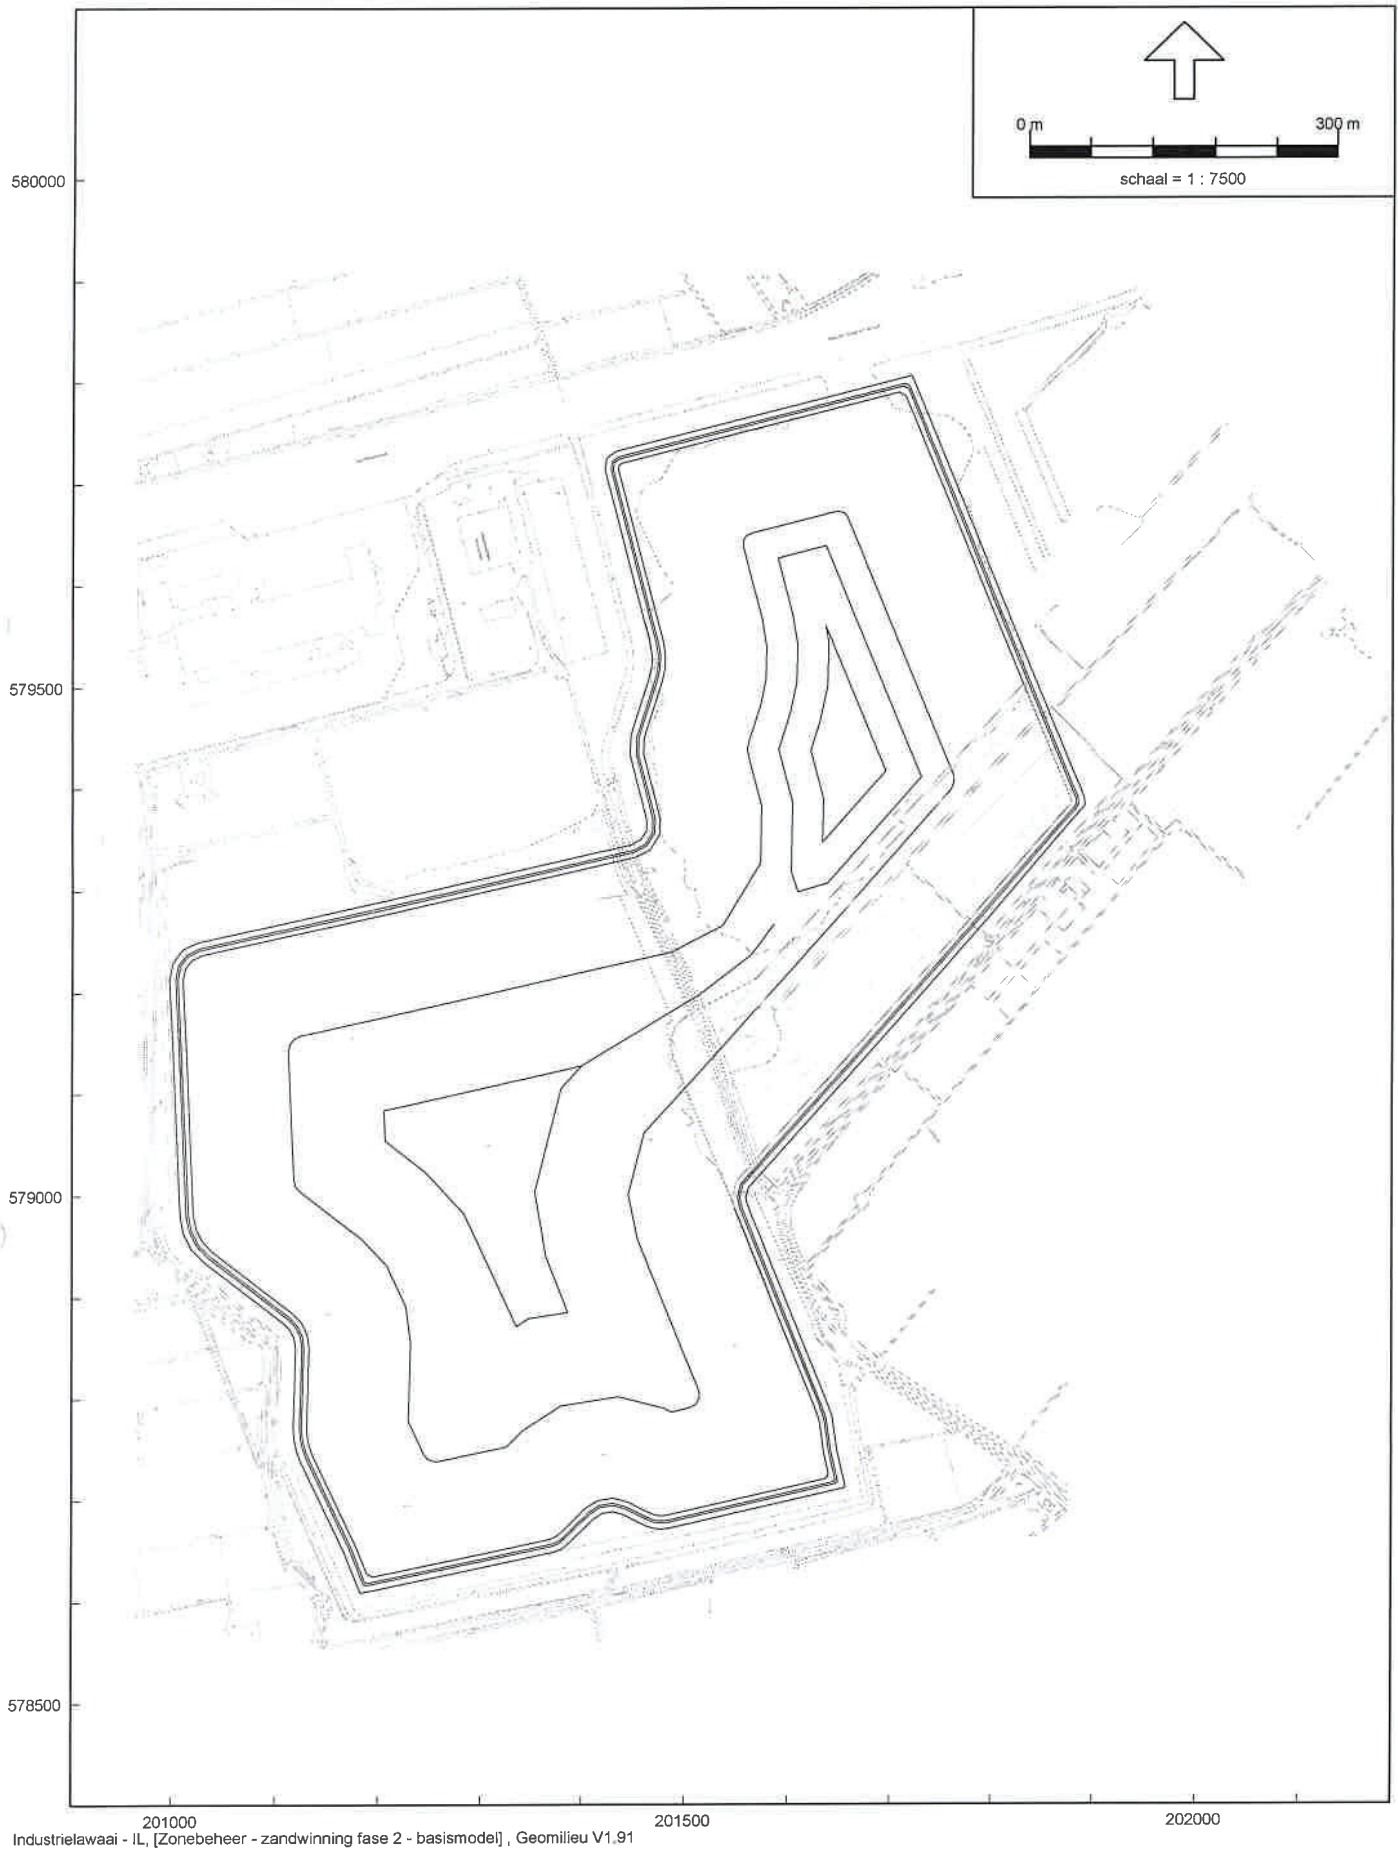 0 m 300 m
schaal = 1 : 7500
580000
579500
579000
578500
201000 201500 202000
Industrielawaai - IL, [Zonebeheer - zandwinning fase 2 - basismodel] , Geomilieu V1.91